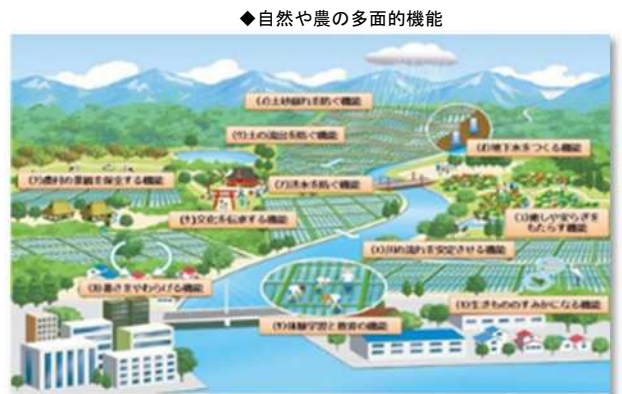 ◆自然や農の多面的機能
土砂崩れを防ぐ機能
土の流出を防ぐ機能
地下水をつくる機能
農村の景観を保全する機能
洪水を防ぐ機能
癒しや安らぎを
もたらす機能
文化を伝承する機能
川の流れを安定させる機能
暑さをやわらげる機能
生きもののすみかになる機能
体験学習と教育の機能